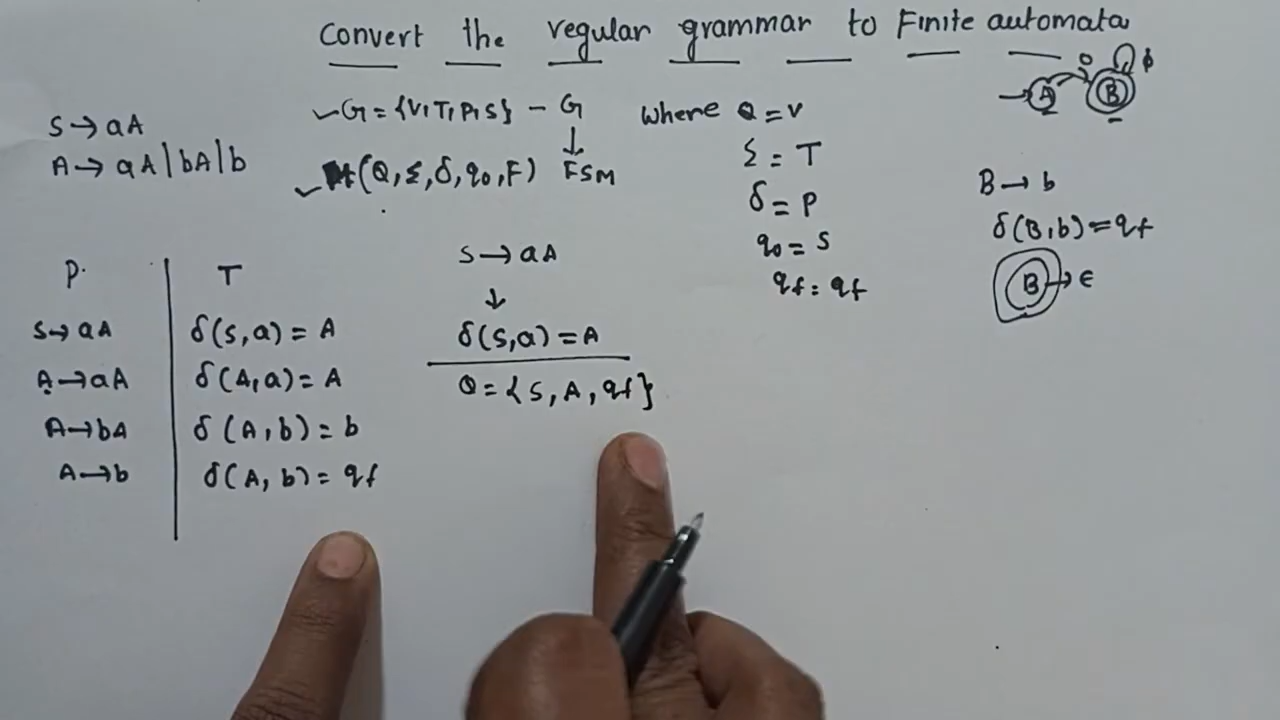 Convert the regular grammar to Finite automata
S → aA
A → aA | bA | b
✓ G = {V, T, P, S} - G
↓
✓ M (Q, Σ, δ, q0, F) FSM
where Q = V
Σ = T
δ = P
q0 = S
qf = qf
A 0 B
B → b
δ(B, b) = qf
B → ε
P. T
S → aA δ(S, a) = A
A → aA δ(A, a) = A
A → bA δ(A, b) = b
A → b δ(A, b) = qf
S → aA
↓
δ(S, a) = A
Q = {S, A, qf}